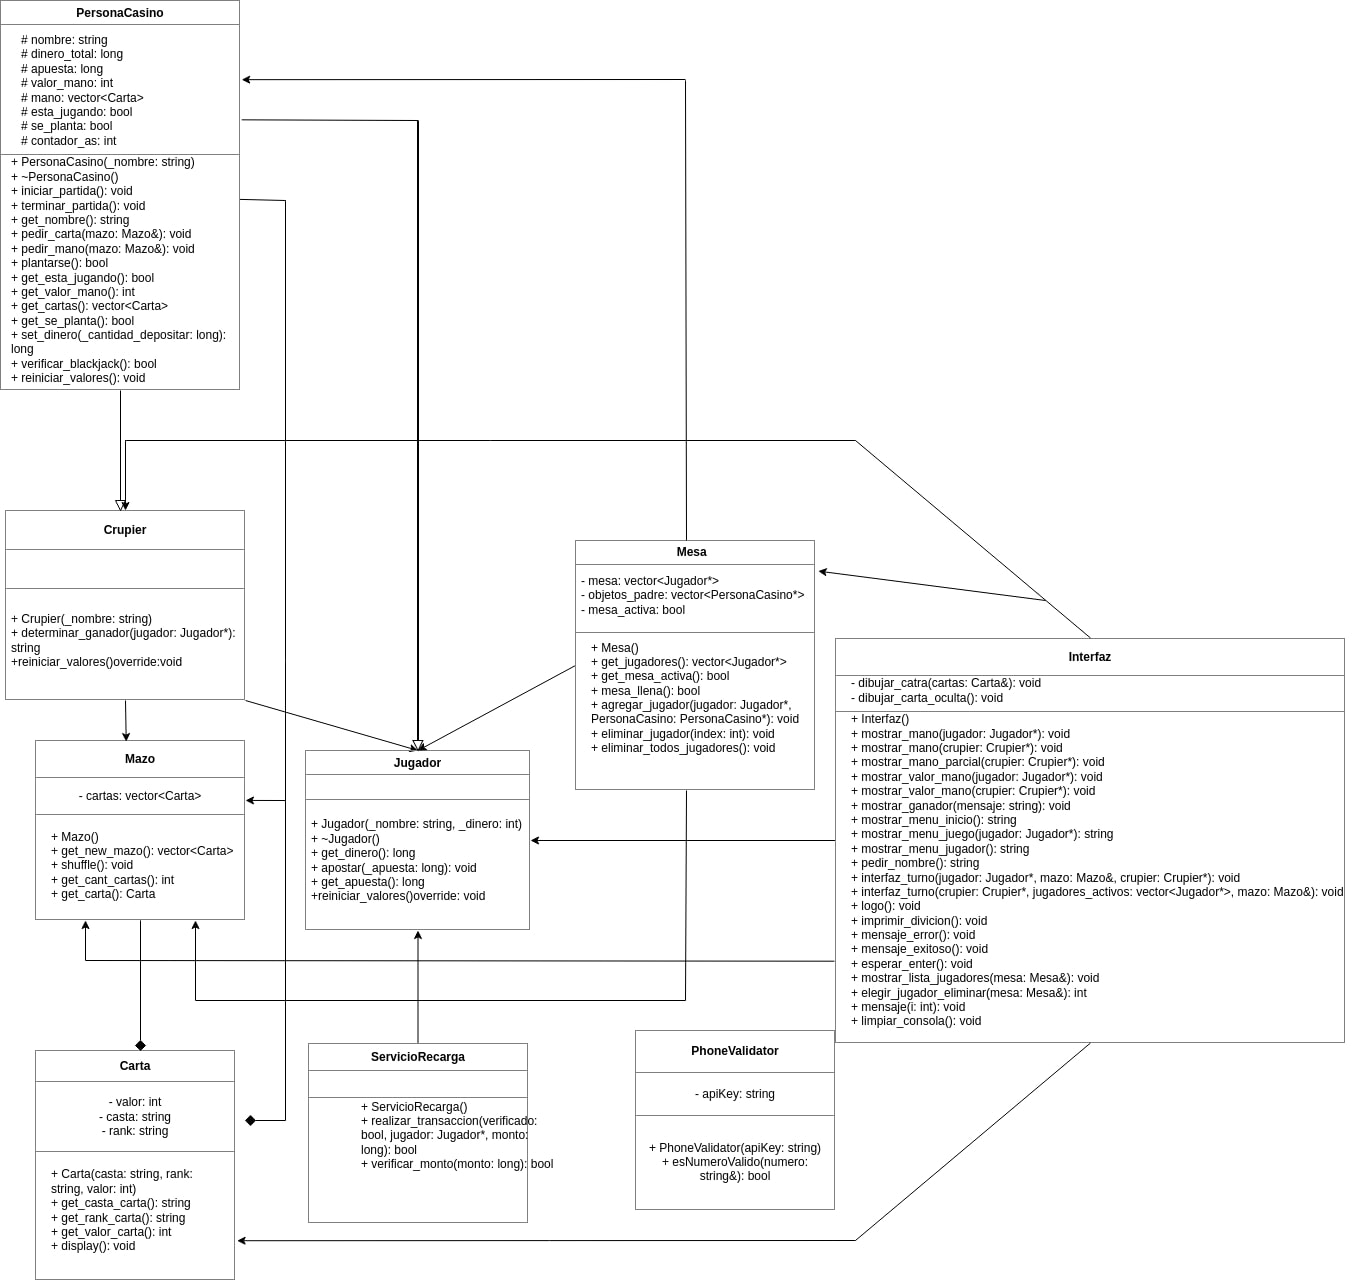 PersonaCasino
# nombre: string
# dinero_total: long
# apuesta: long
# valor_mano: int
# mano: vector<Carta>
# esta_jugando: bool
# se_planta: bool
# contador_as: int
+ PersonaCasino(_nombre: string)
+ ~PersonaCasino()
+ iniciar_partida(): void
+ terminar_partida(): void
+ get_nombre(): string
+ pedir_carta(mazo: Mazo&): void
+ pedir_mano(mazo: Mazo&): void
+ plantarse(): bool
+ get_esta_jugando(): bool
+ get_valor_mano(): int
+ get_cartas(): vector<Carta>
+ get_se_planta(): bool
+ set_dinero(_cantidad_depositar: long):
long
+ verificar_blackjack(): bool
+ reiniciar_valores(): void
Crupier
+ Crupier(_nombre: string)
+ determinar_ganador(jugador: Jugador*):
string
+reiniciar_valores()override:void
Mesa
- mesa: vector<Jugador*>
- objetos_padre: vector<PersonaCasino*>
- mesa_activa: bool
+ Mesa()
+ get_jugadores(): vector<Jugador*>
+ get_mesa_activa(): bool
+ mesa_llena(): bool
+ agregar_jugador(jugador: Jugador*,
PersonaCasino: PersonaCasino*): void
+ eliminar_jugador(index: int): void
+ eliminar_todos_jugadores(): void
Interfaz
- dibujar_catra(cartas: Carta&): void
- dibujar_carta_oculta(): void
+ Interfaz()
+ mostrar_mano(jugador: Jugador*): void
+ mostrar_mano(crupier: Crupier*): void
+ mostrar_mano_parcial(crupier: Crupier*): void
+ mostrar_valor_mano(jugador: Jugador*): void
+ mostrar_valor_mano(crupier: Crupier*): void
+ mostrar_ganador(mensaje: string): void
+ mostrar_menu_inicio(): string
+ mostrar_menu_juego(jugador: Jugador*): string
+ mostrar_menu_jugador(): string
+ pedir_nombre(): string
+ interfaz_turno(jugador: Jugador*, mazo: Mazo&, crupier: Crupier*): void
+ interfaz_turno(crupier: Crupier*, jugadores_activos: vector<Jugador*>, mazo: Mazo&): void
+ logo(): void
+ imprimir_divicion(): void
+ mensaje_error(): void
+ mensaje_exitoso(): void
+ esperar_enter(): void
+ mostrar_lista_jugadores(mesa: Mesa&): void
+ elegir_jugador_eliminar(mesa: Mesa&): int
+ mensaje(i: int): void
+ limpiar_consola(): void
Mazo
- cartas: vector<Carta>
+ Mazo()
+ get_new_mazo(): vector<Carta>
+ shuffle(): void
+ get_cant_cartas(): int
+ get_carta(): Carta
Jugador
+ Jugador(_nombre: string, _dinero: int)
+ ~Jugador()
+ get_dinero(): long
+ apostar(_apuesta: long): void
+ get_apuesta(): long
+reiniciar_valores()override: void
Carta
- valor: int
- casta: string
- rank: string
+ Carta(casta: string, rank:
string, valor: int)
+ get_casta_carta(): string
+ get_rank_carta(): string
+ get_valor_carta(): int
+ display(): void
ServicioRecarga
+ ServicioRecarga()
+ realizar_transaccion(verificado:
bool, jugador: Jugador*, monto:
long): bool
+ verificar_monto(monto: long): bool
PhoneValidator
- apiKey: string
+ PhoneValidator(apiKey: string)
+ esNumeroValido(numero:
string&): bool